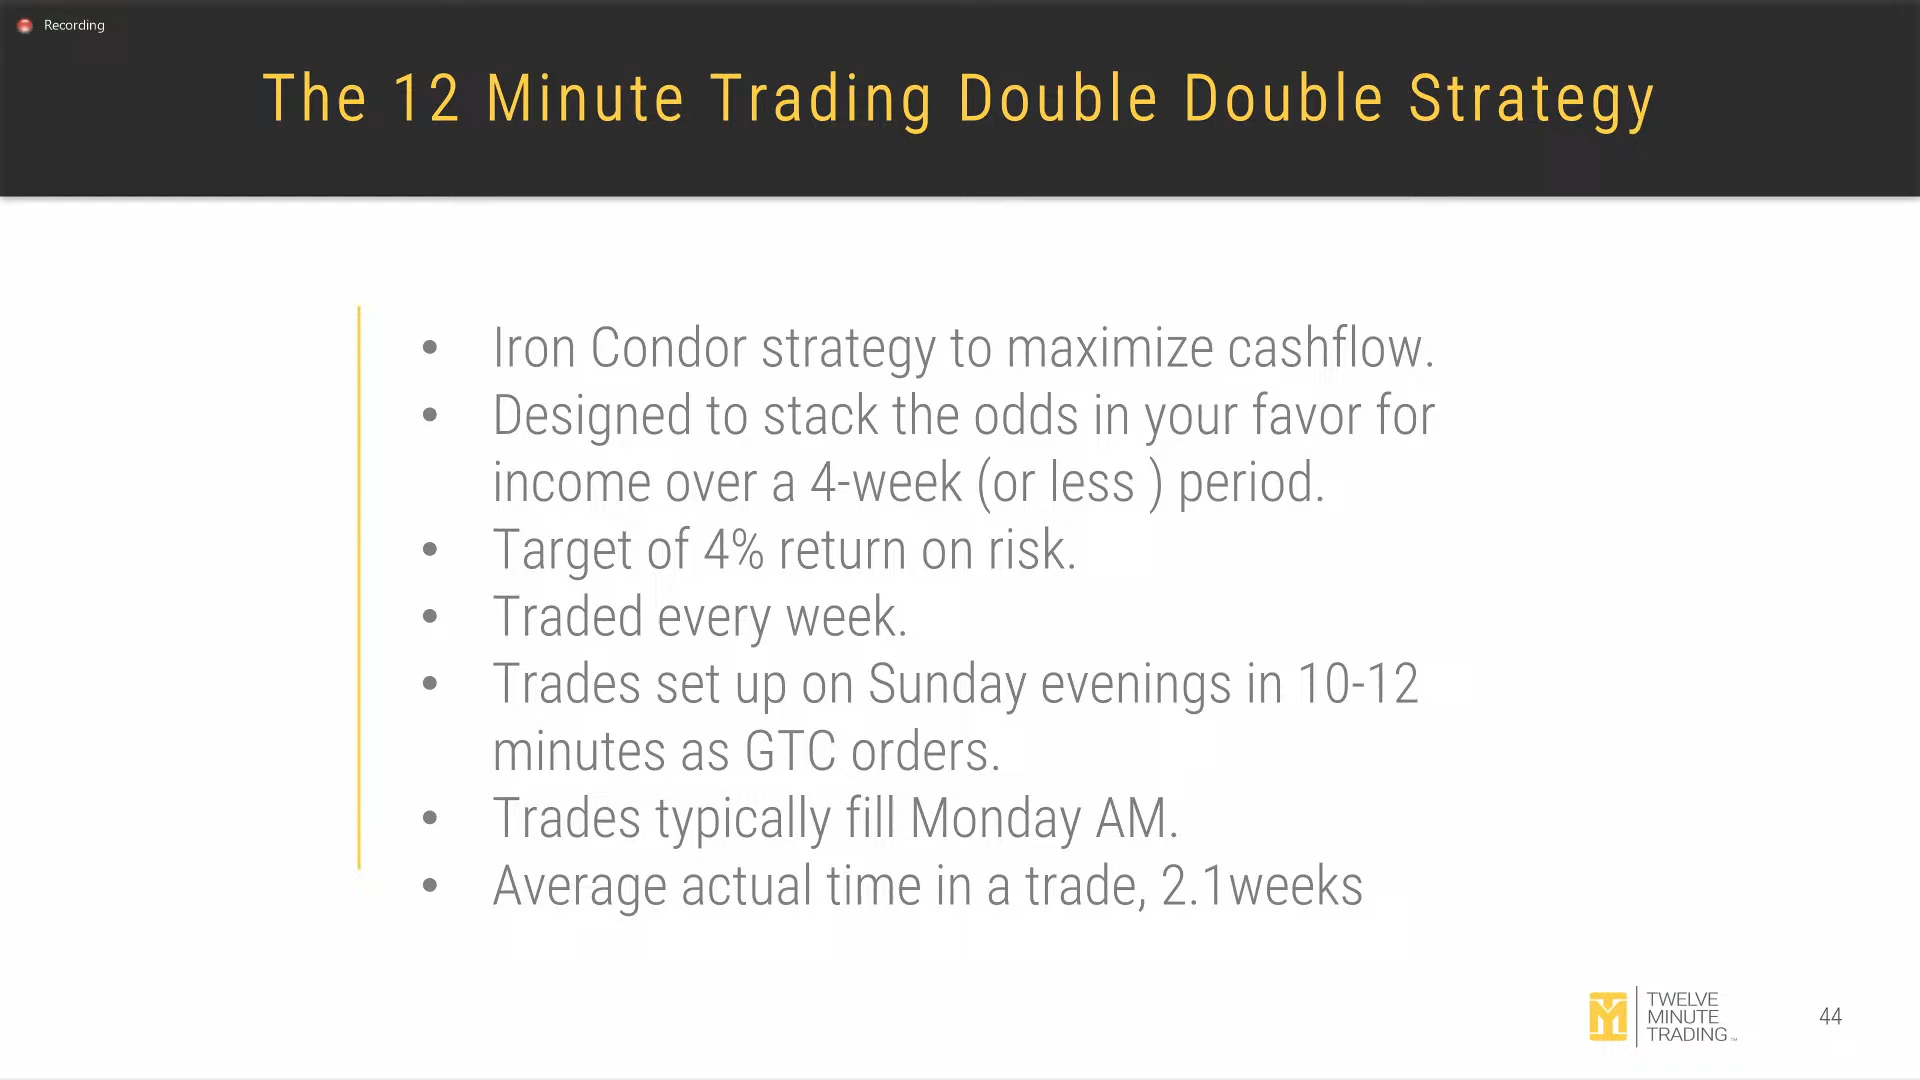 Recording
The 12 Minute Trading Double Double Strategy
• Iron Condor strategy to maximize cashflow.
• Designed to stack the odds in your favor for
income over a 4-week (or less ) period.
• Target of 4% return on risk.
• Traded every week.
• Trades set up on Sunday evenings in 10-12
minutes as GTC orders.
• Trades typically fill Monday AM.
• Average actual time in a trade, 2.1weeks
TWELVE
MINUTE
TRADING™
44